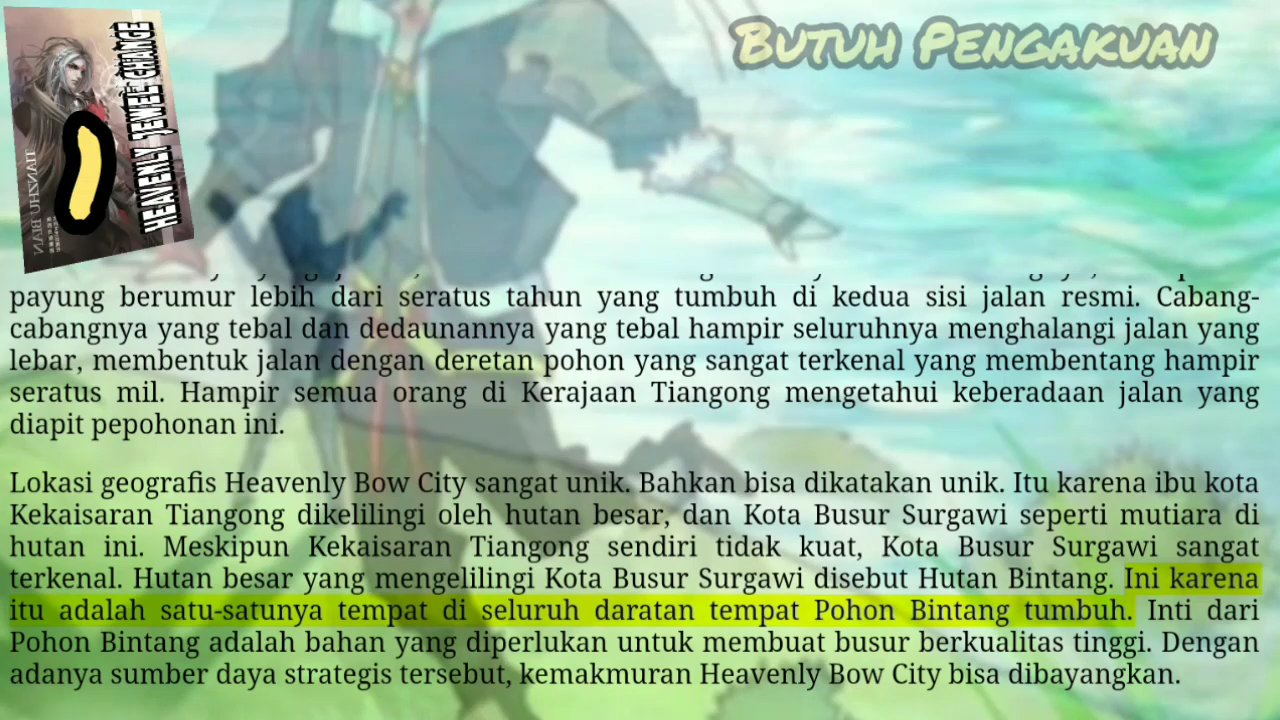 BUTUH PENGAKUAN
HEAVENLY JEWEL CHANGE
TIANZHU BIAN
payung berumur lebih dari seratus tahun yang tumbuh di kedua sisi jalan resmi. Cabang-
cabangnya yang tebal dan dedaunannya yang tebal hampir seluruhnya menghalangi jalan yang
lebar, membentuk jalan dengan deretan pohon yang sangat terkenal yang membentang hampir
seratus mil. Hampir semua orang di Kerajaan Tiangong mengetahui keberadaan jalan yang
diapit pepohonan ini.
Lokasi geografis Heavenly Bow City sangat unik. Bahkan bisa dikatakan unik. Itu karena ibu kota
Kekaisaran Tiangong dikelilingi oleh hutan besar, dan Kota Busur Surgawi seperti mutiara di
hutan ini. Meskipun Kekaisaran Tiangong sendiri tidak kuat, Kota Busur Surgawi sangat
terkenal. Hutan besar yang mengelilingi Kota Busur Surgawi disebut Hutan Bintang. Ini karena
itu adalah satu-satunya tempat di seluruh daratan tempat Pohon Bintang tumbuh. Inti dari
Pohon Bintang adalah bahan yang diperlukan untuk membuat busur berkualitas tinggi. Dengan
adanya sumber daya strategis tersebut, kemakmuran Heavenly Bow City bisa dibayangkan.